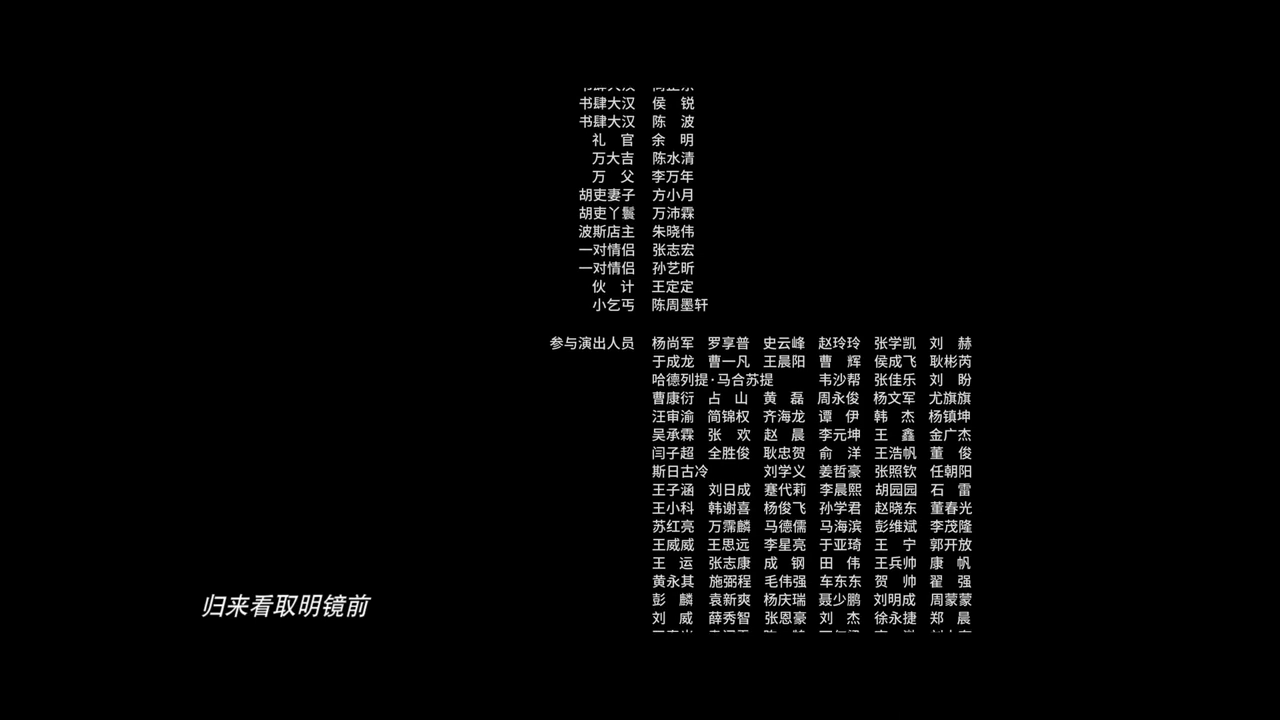 书肆大汉 侯 锐
书肆大汉 陈 波
礼 官 余 明
万大吉 陈水清
万 父 李万年
胡吏妻子 方小月
胡吏丫鬟 万沛霖
波斯店主 朱晓伟
一对情侣 张志宏
一对情侣 孙艺昕
伙 计 王定定
小乞丐 陈周墨轩
参与演出人员 杨尚军 罗享普 史云峰 赵玲玲 张学凯 刘 赫
于成龙 曹一凡 王晨阳 曹 辉 侯成飞 耿彬芮
哈德列提·马合苏提 韦沙帮 张佳乐 刘 盼
曹康衍 占 山 黄 磊 周永俊 杨文军 尤旗旗
汪审渝 简锦权 齐海龙 谭 伊 韩 杰 杨镇坤
吴承霖 张 欢 赵 晨 李元坤 王 鑫 金广杰
闫子超 全胜俊 耿忠贺 俞 洋 王浩帆 董 俊
斯日古冷 刘学义 姜哲豪 张照钦 任朝阳
王子涵 刘日成 蹇代莉 李晨熙 胡园园 石 雷
王小科 韩谢喜 杨俊飞 孙学君 赵晓东 董春光
苏红亮 万霈麟 马德儒 马海滨 彭维斌 李茂隆
王威威 王思远 李星亮 于亚琦 王 宁 郭开放
王 运 张志康 成 钢 田 伟 王兵帅 康 帆
黄永其 施弼程 毛伟强 车东东 贺 帅 翟 强
彭 麟 袁新爽 杨庆瑞 聂少鹏 刘明成 周蒙蒙
刘 威 薛秀智 张恩豪 刘 杰 徐永捷 郑 晨
归来看取明镜前